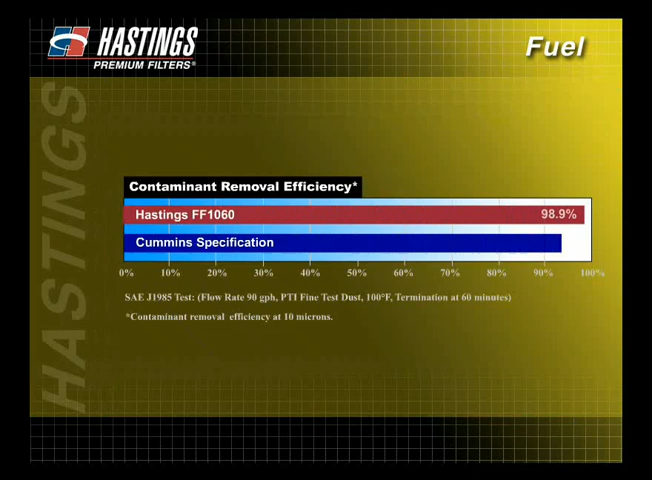 HASTINGS
PREMIUM FILTERS®
Fuel
HASTINGS
Contaminant Removal Efficiency*
Hastings FF1060 98.9%
Cummins Specification
0% 10% 20% 30% 40% 50% 60% 70% 80% 90% 100%
SAE J1985 Test: (Flow Rate 90 gph, PTI Fine Test Dust, 100°F, Termination at 60 minutes)
*Contaminant removal efficiency at 10 microns.